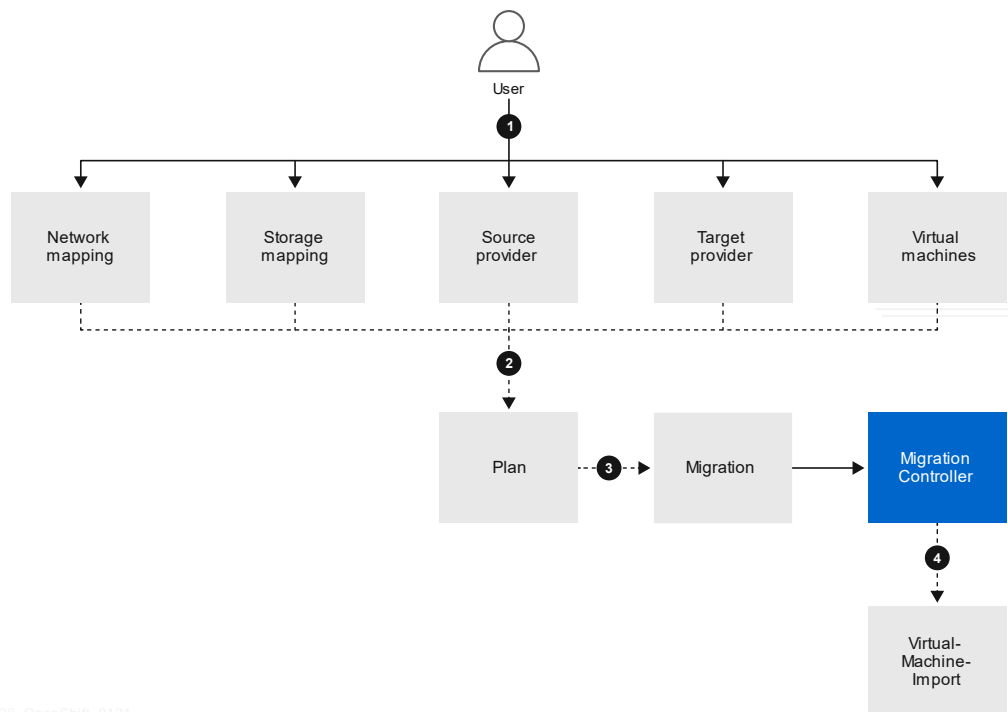 User
1
Network
mapping
Storage
mapping
Source
provider
Target
provider
Virtual
machines
2
Plan
3
Migration
Migration
Controller
4
Virtual-
Machine-
Import